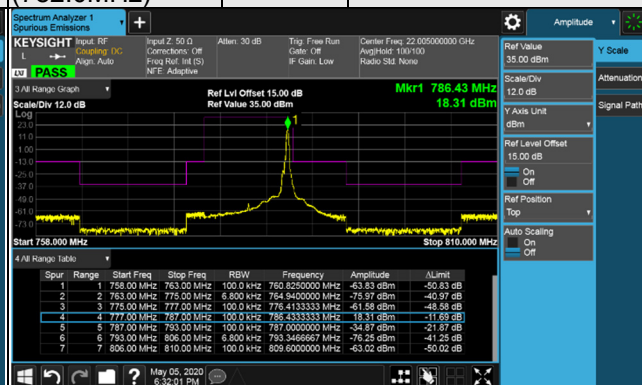 (782.0MHz)
Spectrum Analyzer 1
Spurious Emissions
Amplitude
KEYSIGHT
Input: RF
Coupling: DC
Align: Auto
Input Z: 50 Ω
Corrections: Off
Freq Ref: Int (S)
NFE: Adaptive
Atten: 30 dB
Trig: Free Run
Gate: Off
IF Gain: Low
Center Freq: 22.005000000 GHz
Avg|Hold: 100/100
Radio Std: None
L
LXI PASS
3 All Range Graph
Ref Lvl Offset 15.00 dB
Mkr1 786.43 MHz
Scale/Div 12.0 dB
Ref Value 35.00 dBm
18.31 dBm
Log
23.0
11.0
-1.00
-13.0
-25.0
-37.0
-49.0
-61.0
-73.0
1
Start 758.000 MHz
Stop 810.000 MHz
4 All Range Table
Spur Range Start Freq Stop Freq RBW Frequency Amplitude ΔLimit
1 1 758.00 MHz 763.00 MHz 100.0 kHz 760.8250000 MHz -63.83 dBm -50.83 dB
2 2 763.00 MHz 775.00 MHz 6.800 kHz 764.9400000 MHz -75.97 dBm -40.97 dB
3 3 775.00 MHz 777.00 MHz 100.0 kHz 776.4133333 MHz -61.58 dBm -48.58 dB
4 4 777.00 MHz 787.00 MHz 100.0 kHz 786.4333333 MHz 18.31 dBm -11.69 dB
5 5 787.00 MHz 793.00 MHz 100.0 kHz 787.0000000 MHz -34.87 dBm -21.87 dB
6 6 793.00 MHz 806.00 MHz 6.800 kHz 793.3466667 MHz -76.25 dBm -41.25 dB
7 7 806.00 MHz 810.00 MHz 100.0 kHz 809.6000000 MHz -63.02 dBm -50.02 dB
May 05, 2020
6:32:01 PM
Ref Value
35.00 dBm
Scale/Div
12.0 dB
Y Axis Unit
dBm
Ref Level Offset
15.00 dB
On
Off
Ref Position
Top
Auto Scaling
On
Off
Y Scale
Attenuation
Signal Path